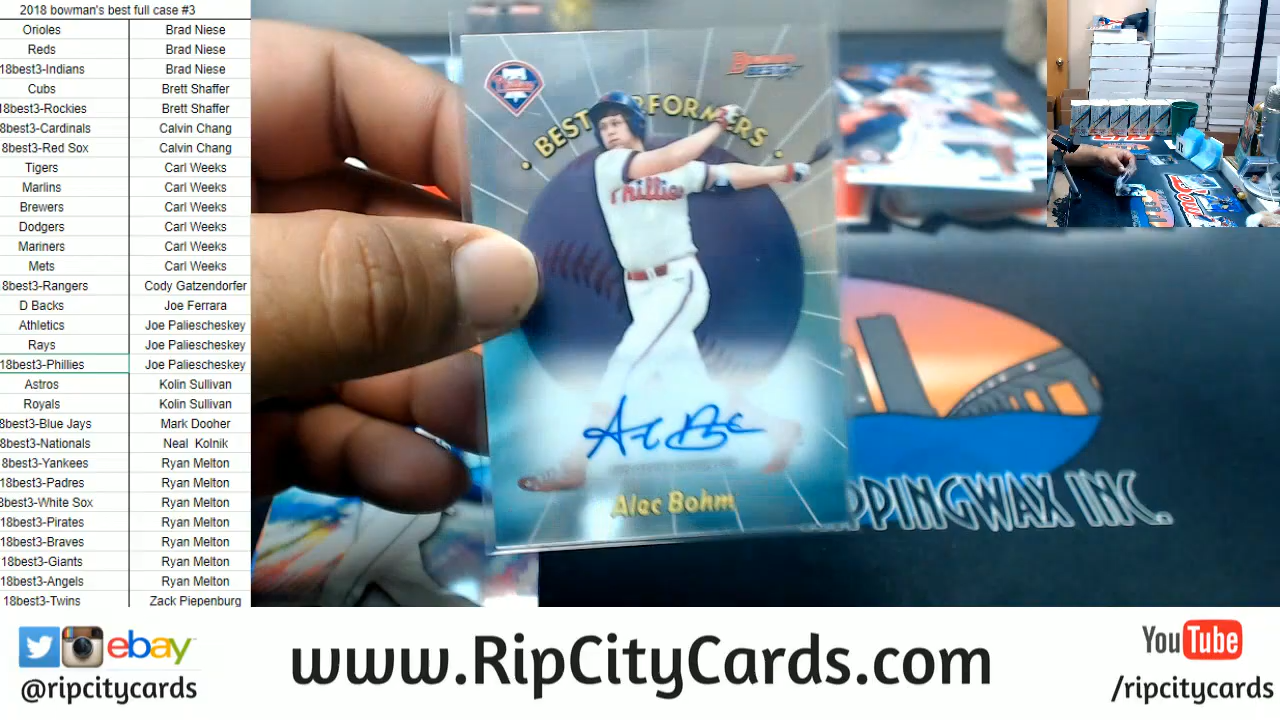 2018 bowman's best full case #3
Orioles Brad Niese
Reds Brad Niese
18best3-Indians Brad Niese
Cubs Brett Shaffer
18best3-Rockies Brett Shaffer
8best3-Cardinals Calvin Chang
8best3-Red Sox Calvin Chang
Tigers Carl Weeks
Marlins Carl Weeks
Brewers Carl Weeks
Dodgers Carl Weeks
Mariners Carl Weeks
Mets Carl Weeks
8best3-Rangers Cody Gatzendorfer
D Backs Joe Ferrara
Athletics Joe Paliescheskey
Rays Joe Paliescheskey
18best3-Phillies Joe Paliescheskey
Astros Kolin Sullivan
Royals Kolin Sullivan
8best3-Blue Jays Mark Dooher
8best3-Nationals Neal Kolnik
8best3-Yankees Ryan Melton
8best3-Padres Ryan Melton
8best3-White Sox Ryan Melton
18best3-Pirates Ryan Melton
18best3-Braves Ryan Melton
18best3-Giants Ryan Melton
18best3-Angels Ryan Melton
18best3-Twins Zack Piepenburg
Phillies
Bowman's
BEST
• BEST PERFORMERS •
Phillies
Alec Bohm
PPINGWAX INC.
ebay
@ripcitycards
www.RipCityCards.com
YouTube
/ripcitycards